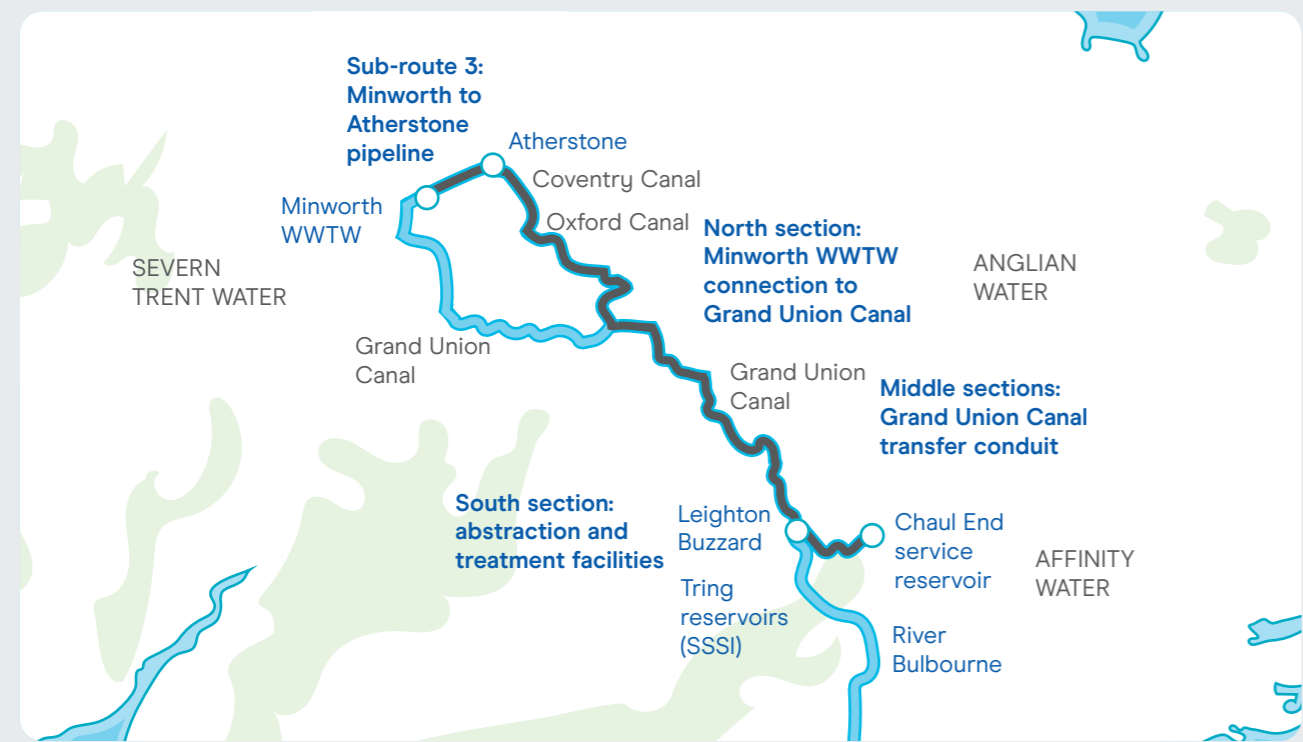 Sub-route 3:
Minworth to
Atherstone
pipeline
Atherstone
Coventry Canal
Minworth
WWTW
Oxford Canal
North section:
Minworth WWTW
connection to
Grand Union Canal
SEVERN
TRENT WATER
ANGLIAN
WATER
Grand Union
Canal
Grand Union
Canal
Middle sections:
Grand Union Canal
transfer conduit
South section:
abstraction and
treatment facilities
Leighton
Buzzard
Chaul End
service
reservoir
AFFINITY
WATER
Tring
reservoirs
(SSSI)
River
Bulbourne